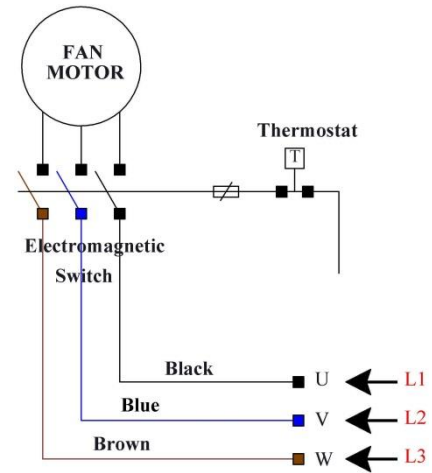 FAN
MOTOR
Thermostat
T
Electromagnetic
Switch
Black
U
L1
Blue
V
L2
Brown
W
L3